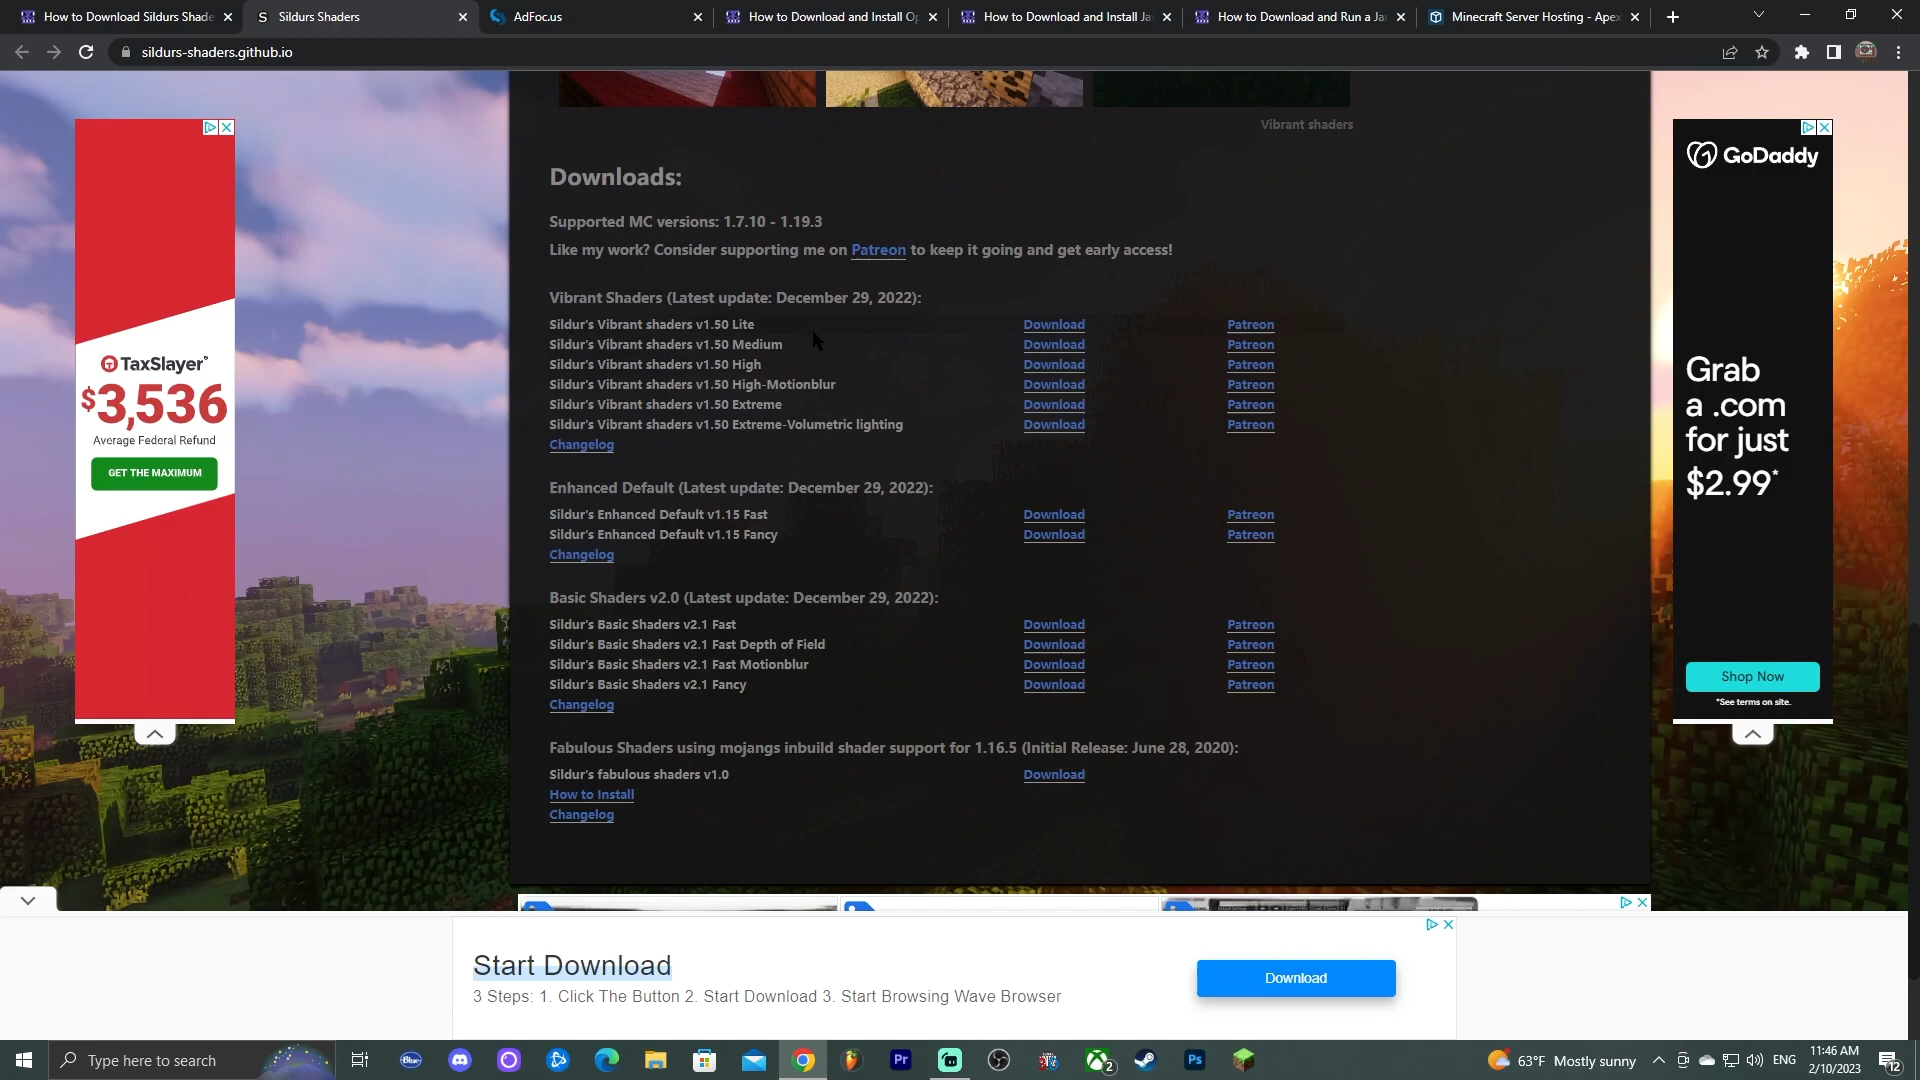 How to Download Sildurs Shade
Sildurs Shaders
AdFoc.us
How to Download and Install Op
How to Download and Install Ja
How to Download and Run a Ja
Minecraft Server Hosting - Apex
sildurs-shaders.github.io
Vibrant shaders
Downloads:
Supported MC versions: 1.7.10 - 1.19.3
Like my work? Consider supporting me on Patreon to keep it going and get early access!
Vibrant Shaders (Latest update: December 29, 2022):
Sildur's Vibrant shaders v1.50 Lite Download Patreon
Sildur's Vibrant shaders v1.50 Medium Download Patreon
Sildur's Vibrant shaders v1.50 High Download Patreon
Sildur's Vibrant shaders v1.50 High-Motionblur Download Patreon
Sildur's Vibrant shaders v1.50 Extreme Download Patreon
Sildur's Vibrant shaders v1.50 Extreme-Volumetric lighting Download Patreon
Changelog
Enhanced Default (Latest update: December 29, 2022):
Sildur's Enhanced Default v1.15 Fast Download Patreon
Sildur's Enhanced Default v1.15 Fancy Download Patreon
Changelog
Basic Shaders v2.0 (Latest update: December 29, 2022):
Sildur's Basic Shaders v2.1 Fast Download Patreon
Sildur's Basic Shaders v2.1 Fast Depth of Field Download Patreon
Sildur's Basic Shaders v2.1 Fast Motionblur Download Patreon
Sildur's Basic Shaders v2.1 Fancy Download Patreon
Changelog
Fabulous Shaders using mojangs inbuild shader support for 1.16.5 (Initial Release: June 28, 2020):
Sildur's fabulous shaders v1.0 Download
How to Install
Changelog
TaxSlayer
$3,536
Average Federal Refund
GET THE MAXIMUM
GoDaddy
Grab
a .com
for just
$2.99*
Shop Now
*See terms on site.
Start Download
3 Steps: 1. Click The Button 2. Start Download 3. Start Browsing Wave Browser
Download
Type here to search
Blue
Pr
2
Ps
63°F Mostly sunny
ENG
11:46 AM
2/10/2023
12